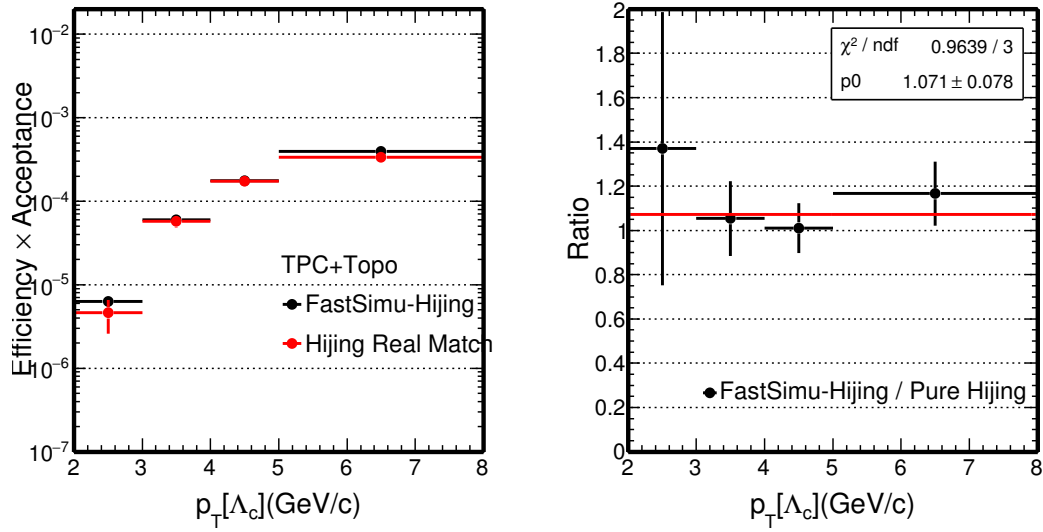 10⁻²
10⁻³
10⁻⁴
10⁻⁵
10⁻⁶
10⁻⁷
Efficiency × Acceptance
TPC+Topo
FastSimu-Hijing
Hijing Real Match
2 3 4 5 6 7 8
p_T[Λ_c](GeV/c)
2
1.8
1.6
1.4
1.2
1
0.8
0.6
0.4
0.2
0
Ratio
χ² / ndf 0.9639 / 3
p0 1.071 ± 0.078
FastSimu-Hijing / Pure Hijing
2 3 4 5 6 7 8
p_T[Λ_c](GeV/c)